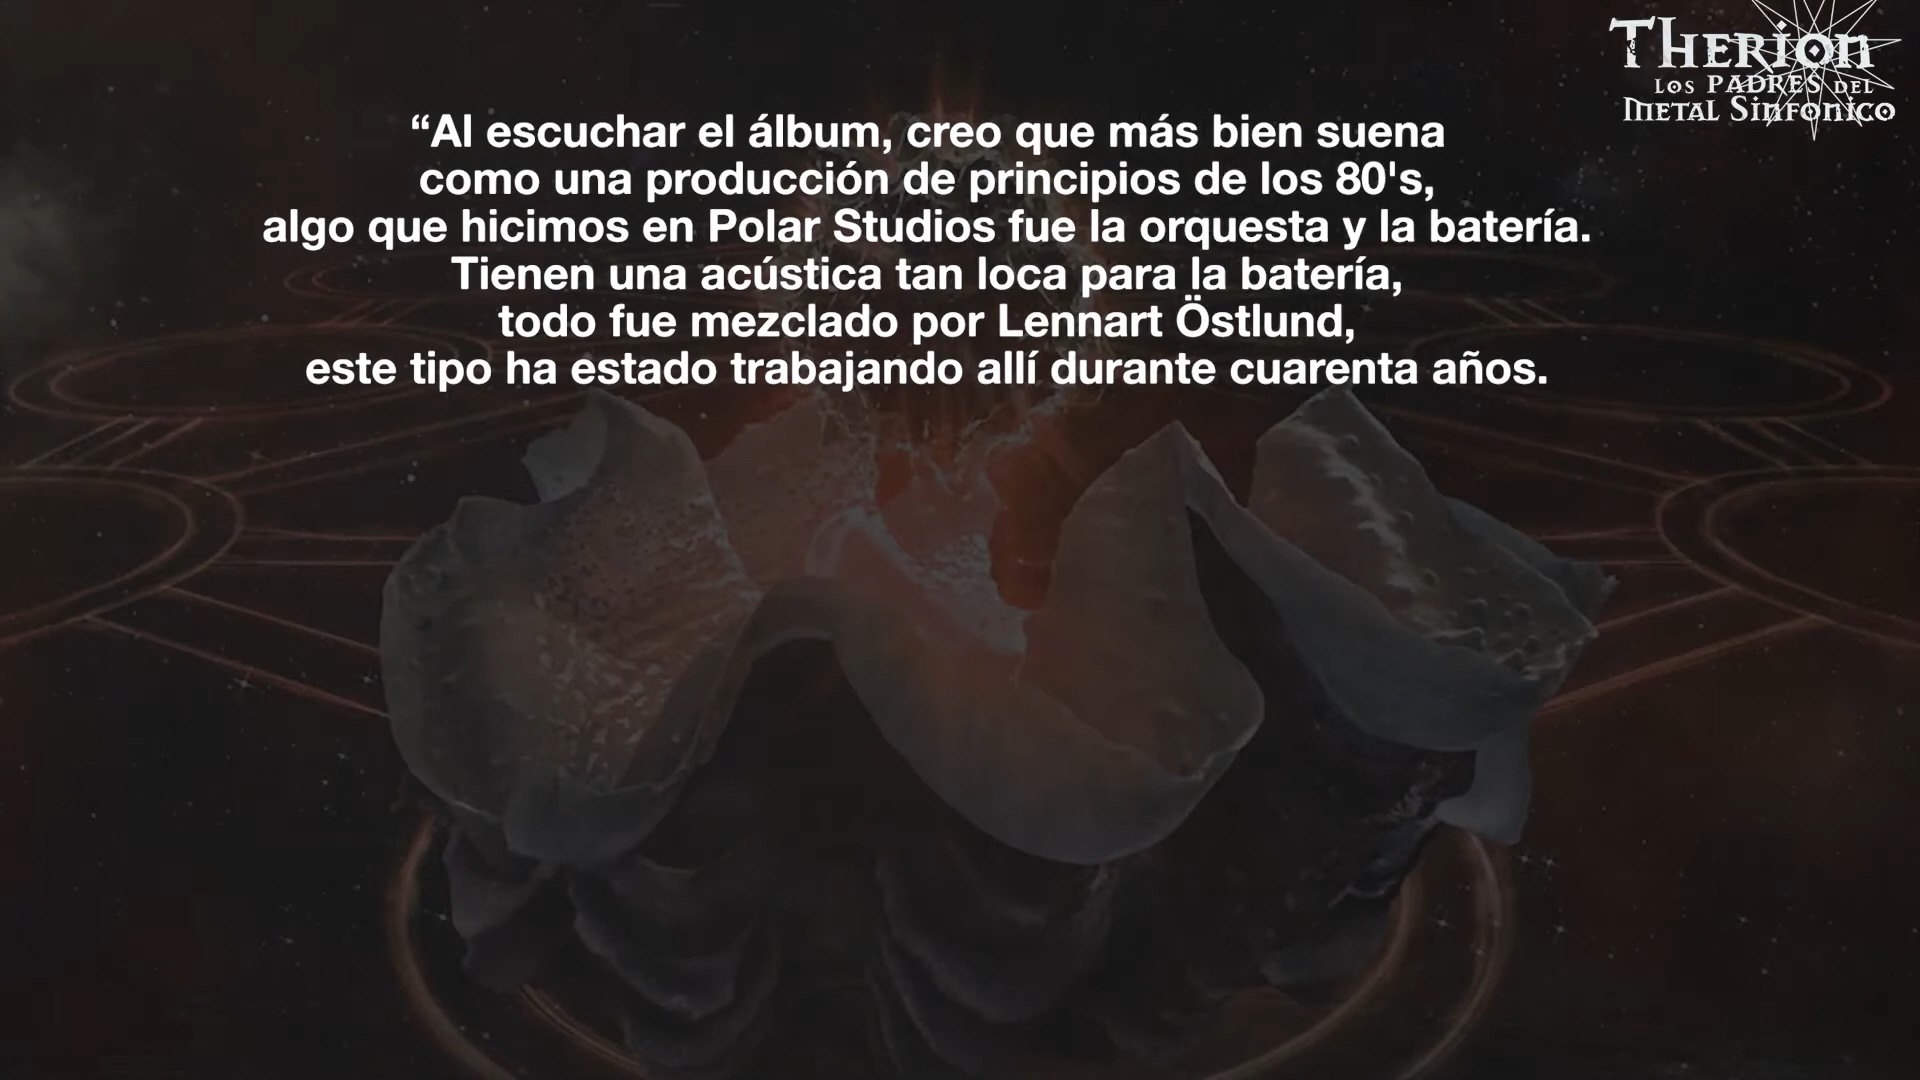 THERION
LOS PADRES DEL
METAL SINFONICO
“Al escuchar el álbum, creo que más bien suena
como una producción de principios de los 80's,
algo que hicimos en Polar Studios fue la orquesta y la batería.
Tienen una acústica tan loca para la batería,
todo fue mezclado por Lennart Östlund,
este tipo ha estado trabajando allí durante cuarenta años.